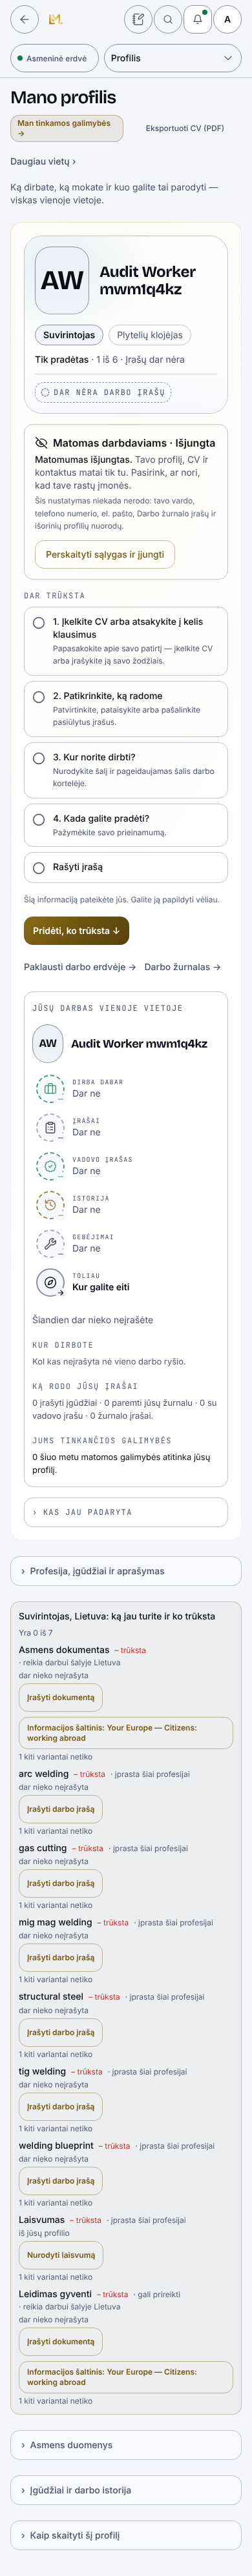 LM.
A
Asmeninė erdvė
Profilis
Mano profilis
Man tinkamos galimybės
→
Eksportuoti CV (PDF)
Daugiau vietų ›
Ką dirbate, ką mokate ir kuo galite tai parodyti —
viskas vienoje vietoje.
AW
Audit Worker
mwm1q4kz
Suvirintojas
Plytelių klojėjas
Tik pradėtas · 1 iš 6 · Įrašų dar nėra
DAR NĖRA DARBO ĮRAŠŲ
Matomas darbdaviams · Išjungta
Matomumas išjungtas. Tavo profilį, CV ir
kontaktus matai tik tu. Pasirink, ar nori,
kad tave rastų įmonės.
Šis nustatymas niekada nerodo: tavo vardo,
telefono numerio, el. pašto, Darbo žurnalo įrašų ir
išorinių profilių nuorodų.
Perskaityti sąlygas ir įjungti
DAR TRŪKSTA
1. Įkelkite CV arba atsakykite į kelis
klausimus
Papasakokite apie savo patirtį — įkelkite CV
arba įrašykite ją savo žodžiais.
2. Patikrinkite, ką radome
Patvirtinkite, pataisykite arba pašalinkite
pasiūlytus įrašus.
3. Kur norite dirbti?
Nurodykite šalį ir pageidaujamas šalis darbo
kortelėje.
4. Kada galite pradėti?
Pažymėkite savo prieinamumą.
Rašyti įrašą
Šią informaciją pateikėte jūs. Galite ją papildyti vėliau.
Pridėti, ko trūksta ↓
Paklausti darbo erdvėje →
Darbo žurnalas →
JŪSŲ DARBAS VIENOJE VIETOJE
AW
Audit Worker mwm1q4kz
DIRBA DABAR
Dar ne
ĮRAŠAI
Dar ne
VADOVO ĮRAŠAS
Dar ne
ISTORIJA
Dar ne
GEBĖJIMAI
Dar ne
TOLIAU
Kur galite eiti
Šiandien dar nieko neįrašėte
KUR DIRBOTE
Kol kas neįrašyta nė vieno darbo ryšio.
KĄ RODO JŪSŲ ĮRAŠAI
0 įrašyti įgūdžiai · 0 paremti jūsų žurnalu · 0 su
vadovo įrašu · 0 žurnalo įrašai.
JUMS TINKANČIOS GALIMYBĖS
0 šiuo metu matomos galimybės atitinka jūsų
profilį.
› KAS JAU PADARYTA
› Profesija, įgūdžiai ir aprašymas
Suvirintojas, Lietuva: ką jau turite ir ko trūksta
Yra 0 iš 7
Asmens dokumentas – trūksta
· reikia darbui šalyje Lietuva
dar nieko neįrašyta
Įrašyti dokumentą
Informacijos šaltinis: Your Europe — Citizens:
working abroad
1 kiti variantai netiko
arc welding – trūksta · įprasta šiai profesijai
dar nieko neįrašyta
Įrašyti darbo įrašą
1 kiti variantai netiko
gas cutting – trūksta · įprasta šiai profesijai
dar nieko neįrašyta
Įrašyti darbo įrašą
1 kiti variantai netiko
mig mag welding – trūksta · įprasta šiai profesijai
dar nieko neįrašyta
Įrašyti darbo įrašą
1 kiti variantai netiko
structural steel – trūksta · įprasta šiai profesijai
dar nieko neįrašyta
Įrašyti darbo įrašą
1 kiti variantai netiko
tig welding – trūksta · įprasta šiai profesijai
dar nieko neįrašyta
Įrašyti darbo įrašą
1 kiti variantai netiko
welding blueprint – trūksta · įprasta šiai profesijai
dar nieko neįrašyta
Įrašyti darbo įrašą
1 kiti variantai netiko
Laisvumas – trūksta · įprasta šiai profesijai
iš jūsų profilio
Nurodyti laisvumą
1 kiti variantai netiko
Leidimas gyventi – trūksta · gali prireikti
· reikia darbui šalyje Lietuva
dar nieko neįrašyta
Įrašyti dokumentą
Informacijos šaltinis: Your Europe — Citizens:
working abroad
1 kiti variantai netiko
› Asmens duomenys
› Įgūdžiai ir darbo istorija
› Kaip skaityti šį profilį